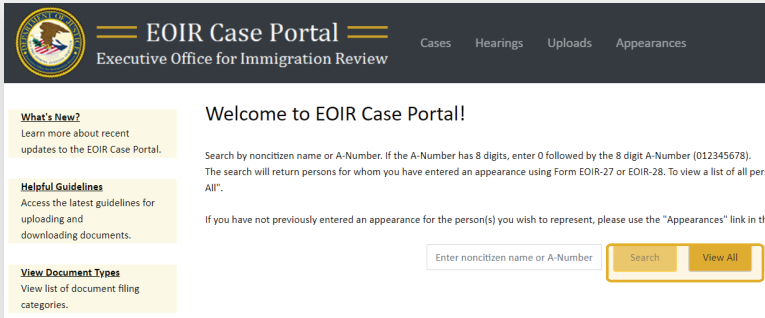 EOIR Case Portal
Executive Office for Immigration Review
Cases Hearings Uploads Appearances
What's New?
Learn more about recent
updates to the EOIR Case Portal.
Helpful Guidelines
Access the latest guidelines for
uploading and
downloading documents.
View Document Types
View list of document filing
categories.
Welcome to EOIR Case Portal!
Search by noncitizen name or A-Number. If the A-Number has 8 digits, enter 0 followed by the 8 digit A-Number (012345678).
The search will return persons for whom you have entered an appearance using Form EOIR-27 or EOIR-28. To view a list of all per
All".
If you have not previously entered an appearance for the person(s) you wish to represent, please use the "Appearances" link in th
Enter noncitizen name or A-Number Search View All